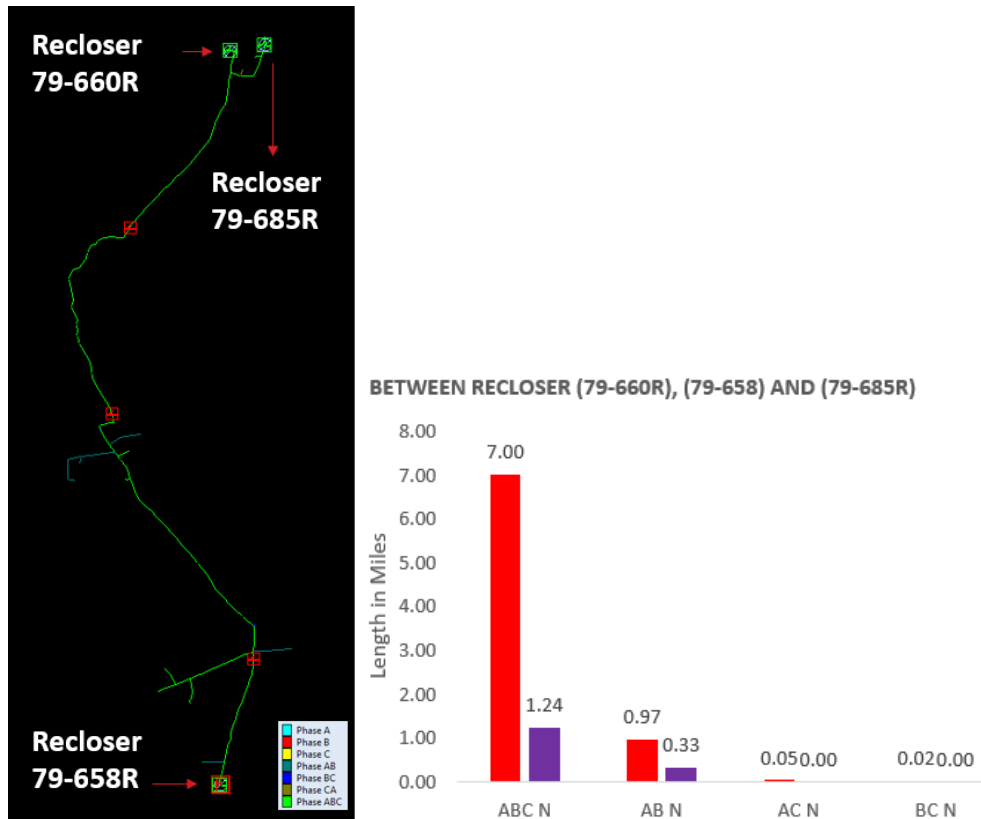 Recloser
79-660R
Recloser
79-685R
Recloser
79-658R
Phase A
Phase B
Phase C
Phase AB
Phase BC
Phase CA
Phase ABC
BETWEEN RECLOSER (79-660R), (79-658) AND (79-685R)
Length in Miles
8.00
7.00
6.00
5.00
4.00
3.00
2.00
1.00
0.00
7.00
1.24
0.97
0.33
0.05
0.00
0.02
0.00
ABC N
AB N
AC N
BC N